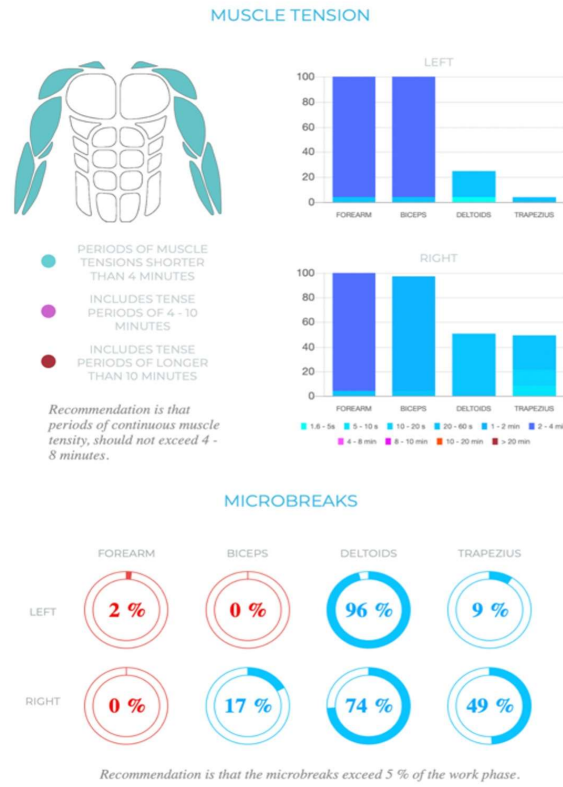 MUSCLE TENSION
LEFT
100
80
60
40
20
0
FOREARM BICEPS DELTOIDS TRAPEZIUS
PERIODS OF MUSCLE
TENSIONS SHORTER
THAN 4 MINUTES
INCLUDES TENSE
PERIODS OF 4 - 10
MINUTES
INCLUDES TENSE
PERIODS OF LONGER
THAN 10 MINUTES
Recommendation is that
periods of continuous muscle
tensity, should not exceed 4 -
8 minutes.
RIGHT
100
80
60
40
20
0
FOREARM BICEPS DELTOIDS TRAPEZIUS
1.6 - 5s 5 - 10 s 10 - 20 s 20 - 60 s 1 - 2 min 2 - 4 mi
4 - 8 min 8 - 10 min 10 - 20 min > 20 min
MICROBREAKS
FOREARM BICEPS DELTOIDS TRAPEZIUS
LEFT 2 % 0 % 96 % 9 %
RIGHT 0 % 17 % 74 % 49 %
Recommendation is that the microbreaks exceed 5 % of the work phase.